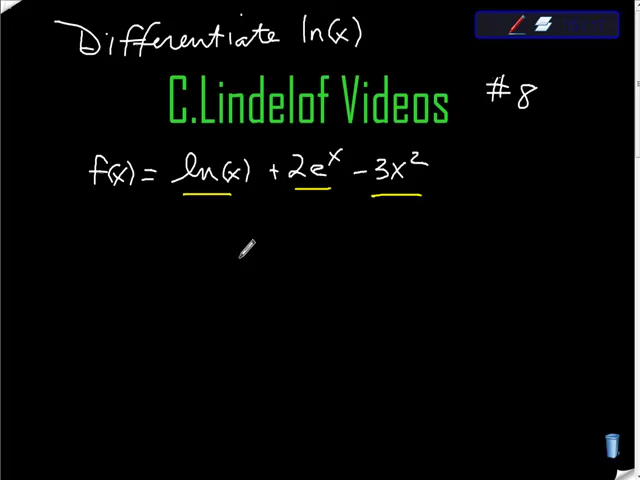 Differentiate ln(x)
C.Lindelof Videos
#8
f(x) = ln(x) + 2e^x - 3x^2